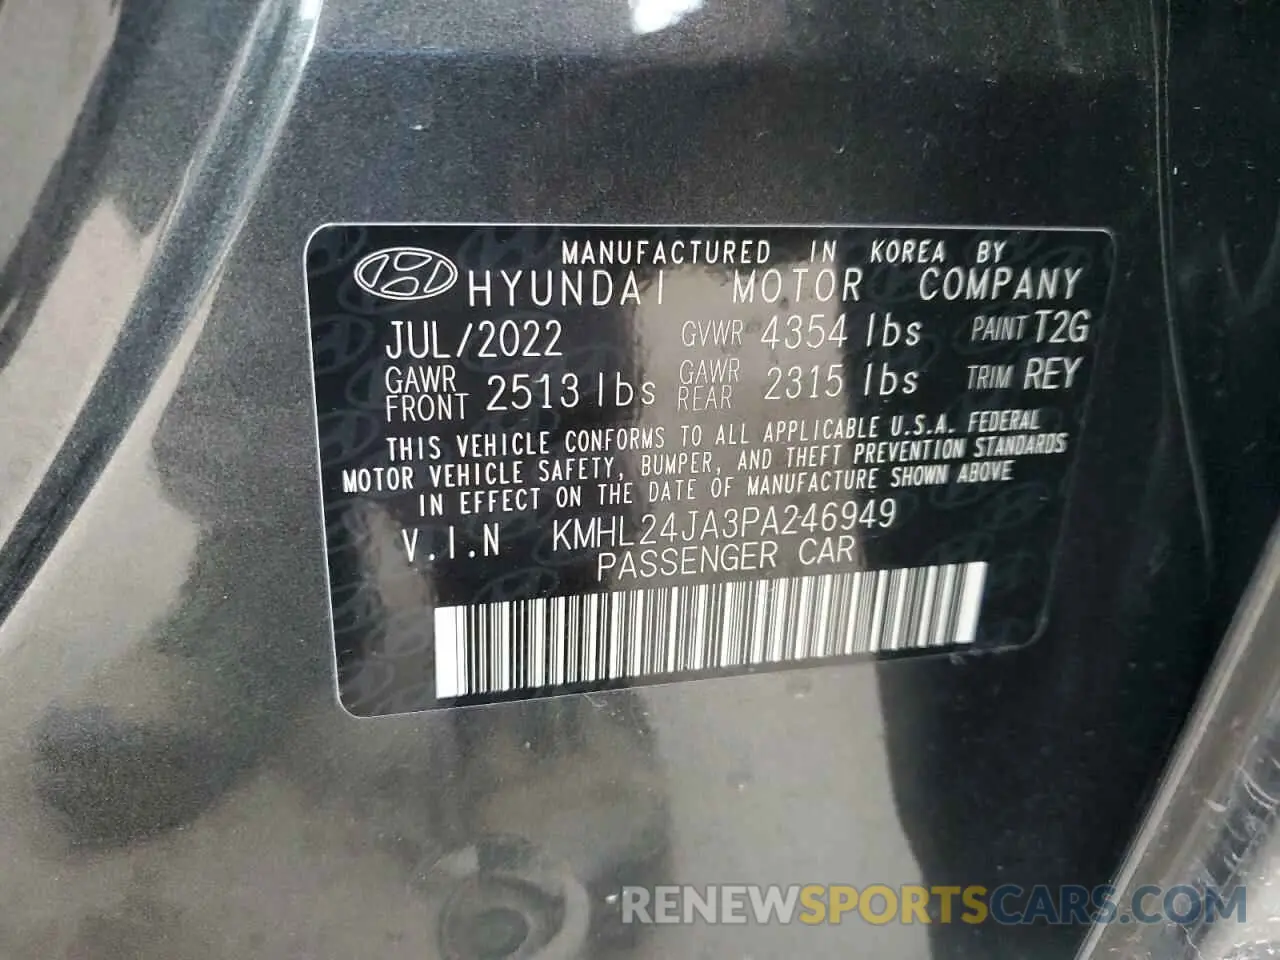 MANUFACTURED IN KOREA BY
HYUNDAI MOTOR COMPANY
JUL/2022 GVWR 4354 lbs PAINT T2G
GAWR FRONT 2513 lbs GAWR REAR 2315 lbs TRIM REY
THIS VEHICLE CONFORMS TO ALL APPLICABLE U.S.A. FEDERAL
MOTOR VEHICLE SAFETY, BUMPER, AND THEFT PREVENTION STANDARDS
IN EFFECT ON THE DATE OF MANUFACTURE SHOWN ABOVE
V.I.N KMHL24JA3PA246949
PASSENGER CAR
RENEWSPORTSCARS.COM